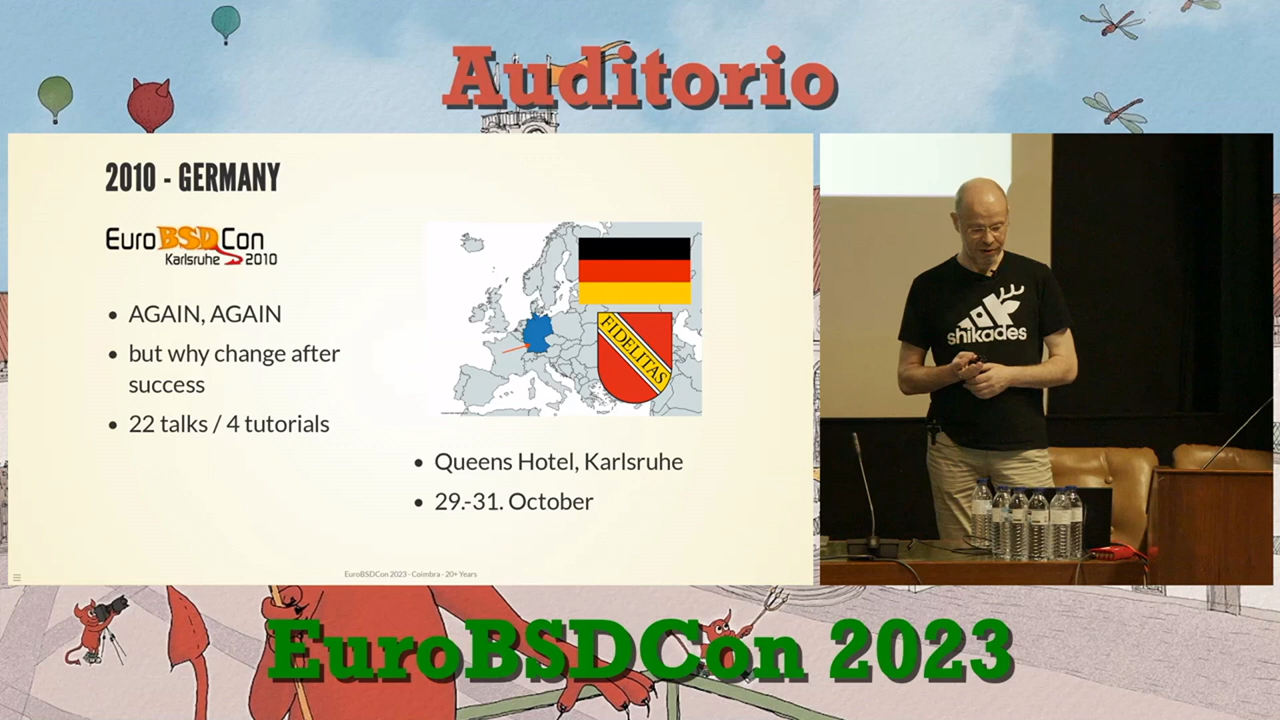 Auditorio
2010 - GERMANY
EuroBSDCon
Karlsruhe 2010
• AGAIN, AGAIN
• but why change after
success
• 22 talks / 4 tutorials
FIDELITAS
• Queens Hotel, Karlsruhe
• 29.-31. October
EuroBSDCon 2023 - Coimbra - 20+ Years
shikades
EuroBSDCon 2023